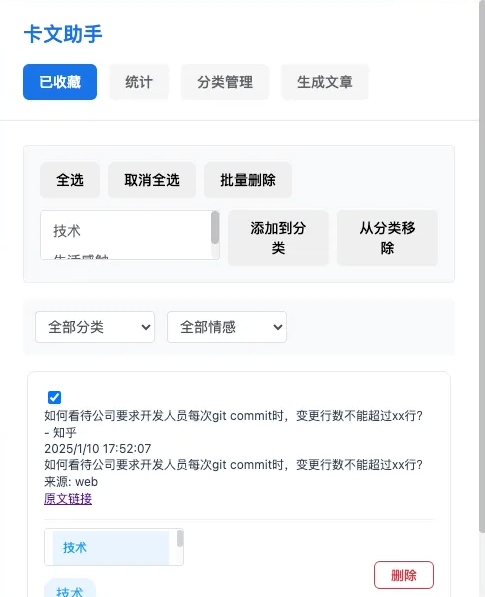 卡文助手
已收藏 统计 分类管理 生成文章
全选 取消全选 批量删除
技术
生活感触
添加到分
类
从分类移
除
全部分类 全部情感
如何看待公司要求开发人员每次git commit时，变更行数不能超过xx行?
- 知乎
2025/1/10 17:52:07
如何看待公司要求开发人员每次git commit时，变更行数不能超过xx行?
来源: web
原文链接
技术
删除
技术